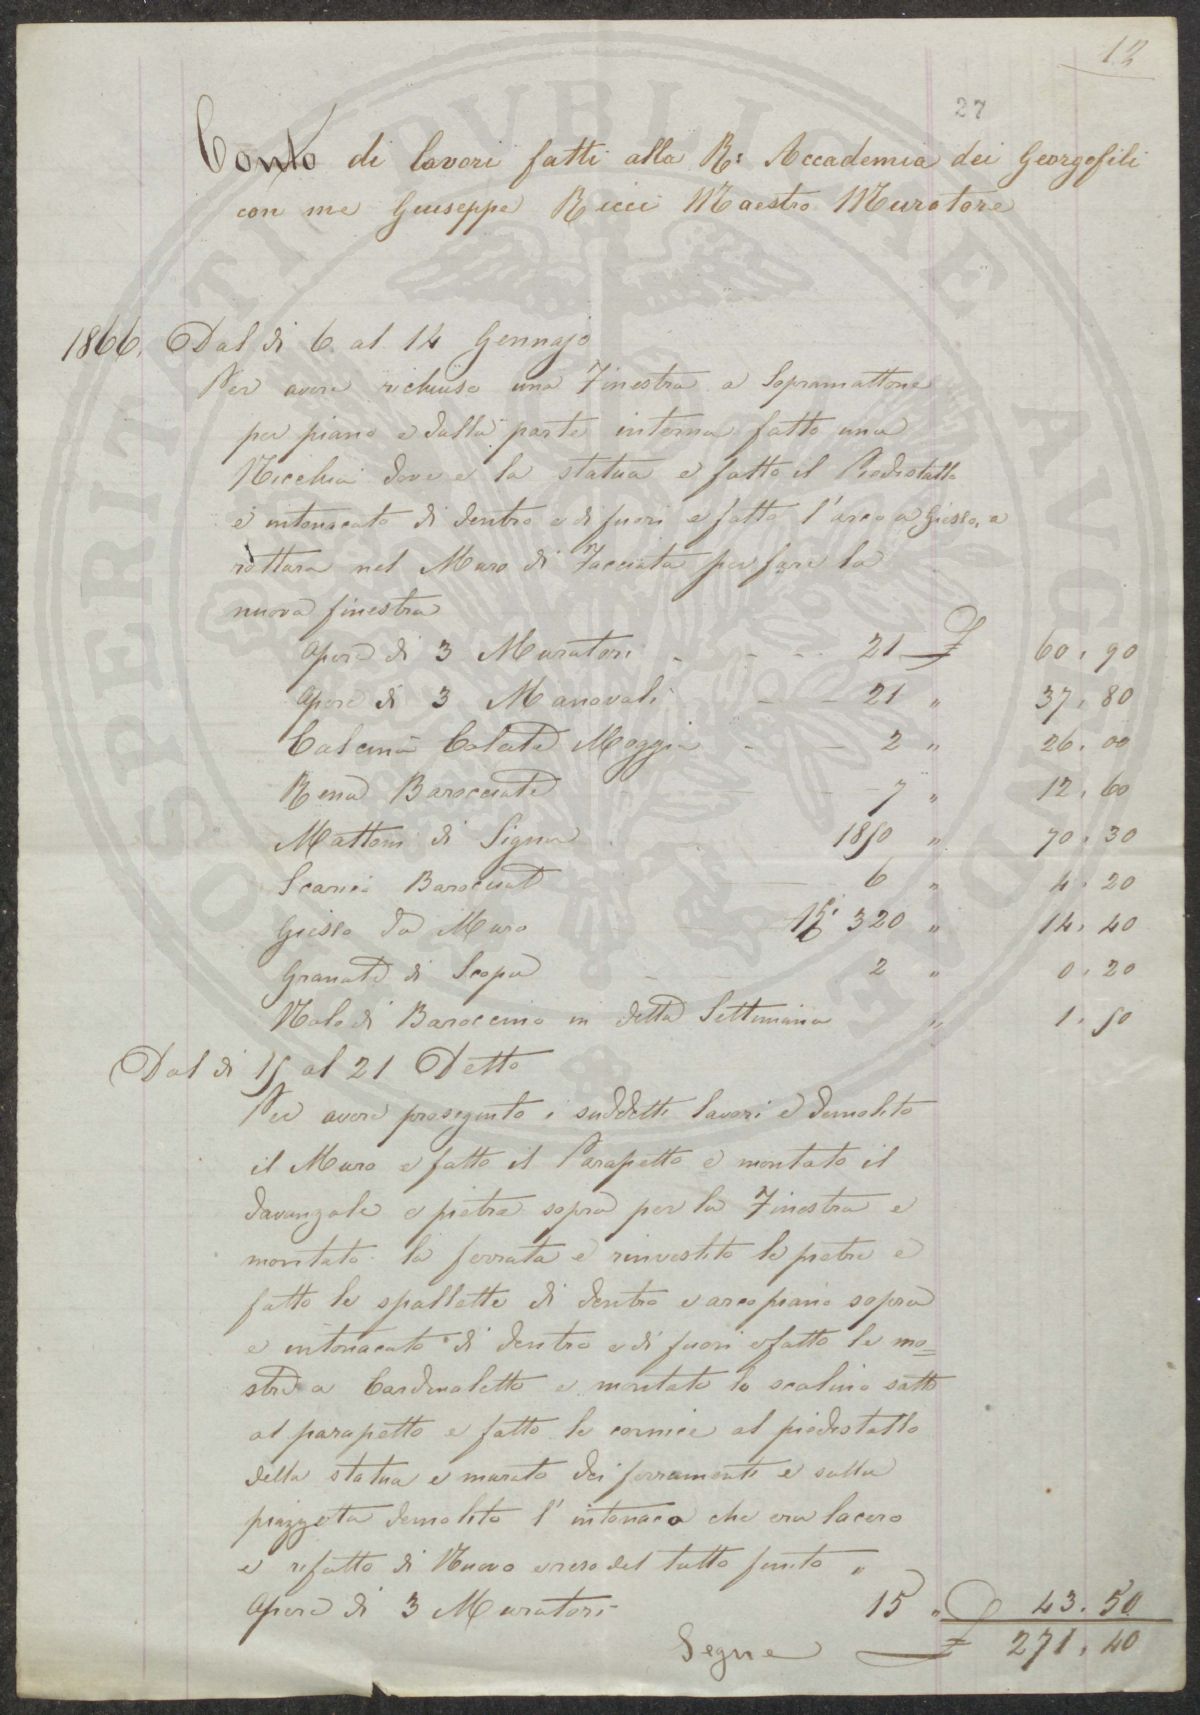 12
27
Conto di lavori fatti alla R: Accademia dei Georgofili
con me Giuseppe Ricci Maestro Muratore
1866. Dal dì 6. al 14 Gennajo
Per avere richiuso una Finestra a Sopramattone
per piano e dalla parte interna fatto una
Nicchia dove e la statua e fatto il Piedistallo
e intonacato di dentro e di fuori e fatto l'arco a Giesso, e
rottura nel Muro di Facciata per fare la
nuova finestra
Opere di 3 Muratori - - - 21 £ 60. 90
Opere di 3 Manovali - - 21 " 37. 80
Calcina Colata Moggia - - 2 " 26. 00
Rena Barocciate - - 7 " 12. 60
Mattoni di Signa 1850 " 70. 30
Scarici Barocciate 6 " 4. 20
Giesso da Muro 320 " 14. 40
Granate di Scopa - 2 " 0. 20
Nolo di Baroccino in detta Settimana " 1. 50
Dal dì 15 al 21 Detto
Per avere proseguito i suddetti lavori e demolito
il Muro e fatto il Parapetto e montato il
davanzale e pietra sopra per la Finestra e
montato la ferrata e rinvestito le pietre e
fatto le spallette di dentro e arco piano sopra
e intonacato di dentro e di fuori e fatto le mo=
stre a Cardinaletto e montato lo scalino sotto
al parapetto e fatto le cornice al piedistallo
della statua e murato dei ferramenti e sulla
piazzetta demolito l'intonaco che era lacero
e rifatto di Nuovo e reso del tutto finito "
Opere di 3 Muratori 15 " £ 43. 50
Segue £ 271. 40
PROSPERITATI PUBLICAE AUGENDAE